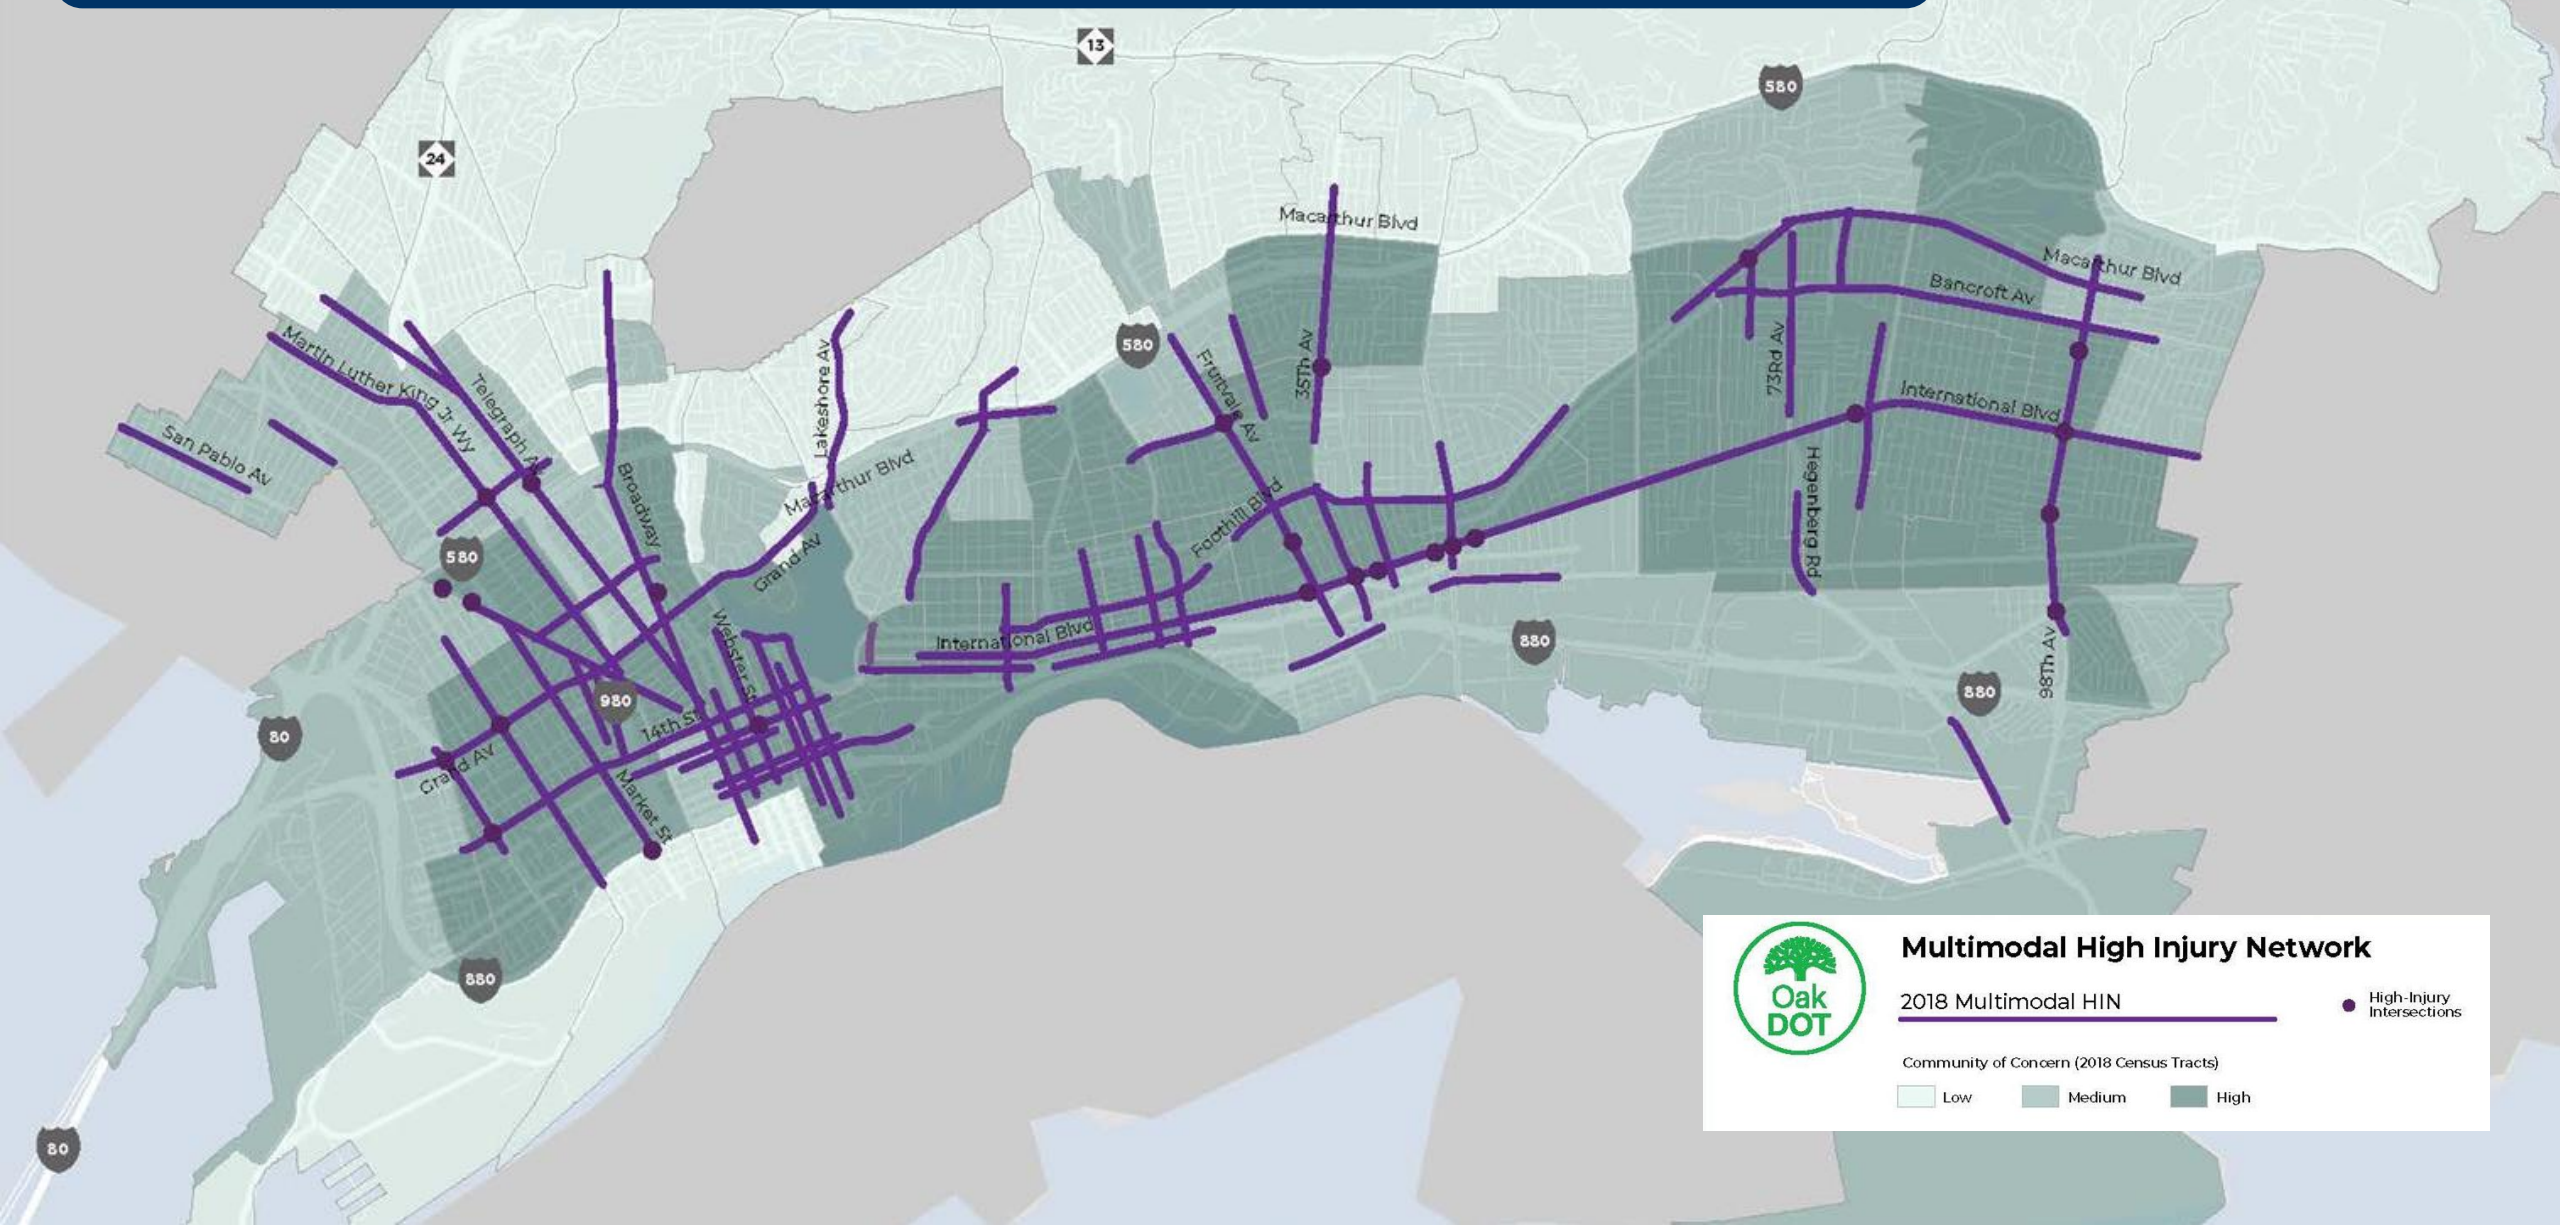 13
580
24
Macarthur Blvd
Macarthur Blvd
Bancroft Av
580
Fruitvale Av
35Th Av
73Rd Av
Lakeshore Av
Martin Luther King Jr Wy
Telegraph Av
International Blvd
San Pablo Av
Broadway
Macarthur Blvd
Hegenberg Rd
Foothill Blvd
580
Grand Av
Webster St
International Blvd
880
98Th Av
880
980
14th St
80
Grand Av
Market St
880
80
Oak
DOT
Multimodal High Injury Network
2018 Multimodal HIN
High-Injury
Intersections
Community of Concern (2018 Census Tracts)
Low
Medium
High